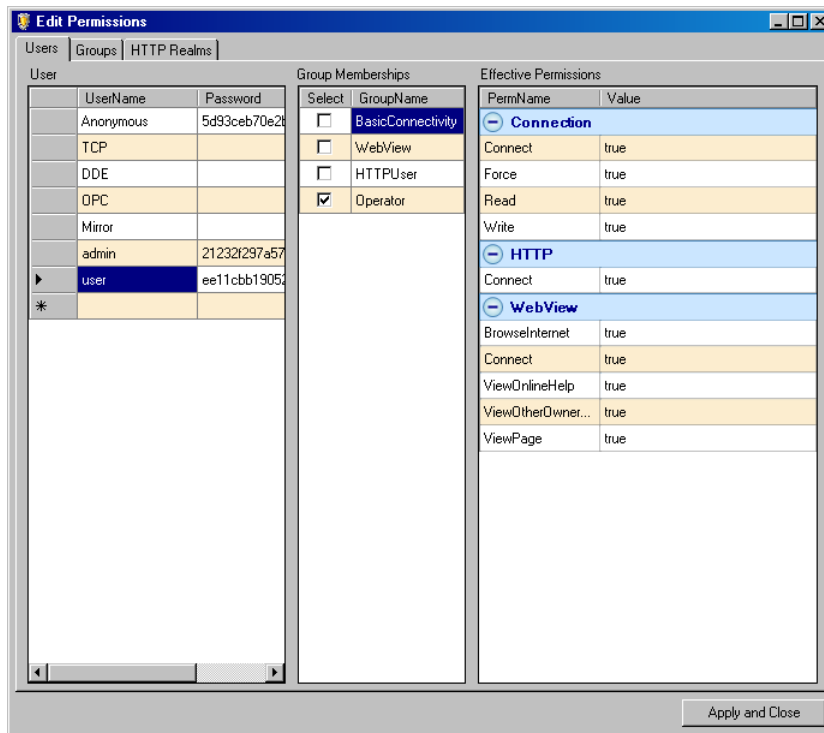 Edit Permissions
Users Groups HTTP Realms
User
UserName Password
Anonymous 5d93ceb70e2b
TCP
DDE
OPC
Mirror
admin 21232f297a57
user ee11cbb19052
Group Memberships
Select GroupName
BasicConnectivity
WebView
HTTPUser
Operator
Effective Permissions
PermName Value
Connection
Connect true
Force true
Read true
Write true
HTTP
Connect true
WebView
BrowseInternet true
Connect true
ViewOnlineHelp true
ViewOtherOwner... true
ViewPage true
Apply and Close